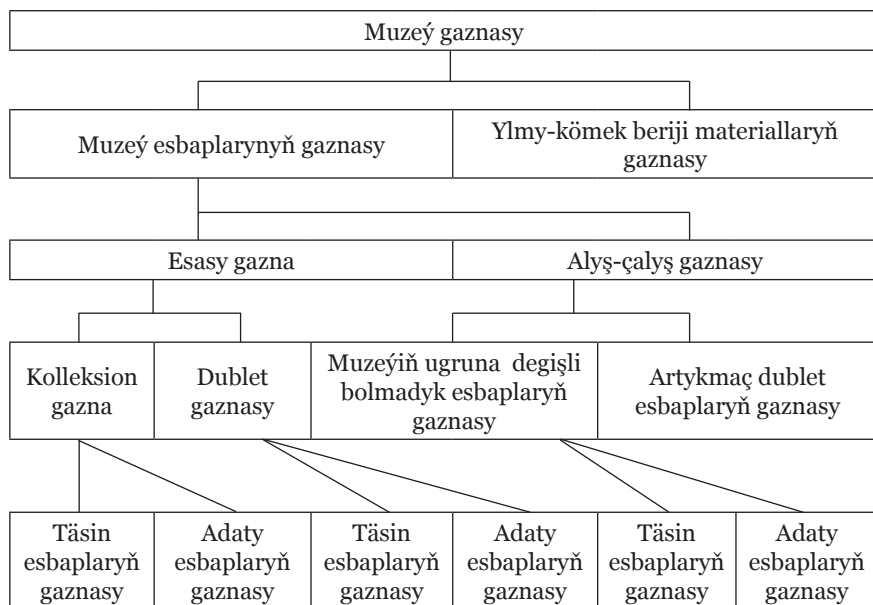 Muzeý gaznasy
Muzeý esbaplarynyň gaznasy
Ylmy-kömek beriji materiallaryň
gaznasy
Esasy gazna
Alyş-çalyş gaznasy
Kolleksion
gazna
Dublet
gaznasy
Muzeýiň ugruna degişli
bolmadyk esbaplaryň
gaznasy
Artykmaç dublet
esbaplaryň gaznasy
Täsin
esbaplaryň
gaznasy
Adaty
esbaplaryň
gaznasy
Täsin
esbaplaryň
gaznasy
Adaty
esbaplaryň
gaznasy
Täsin
esbaplaryň
gaznasy
Adaty
esbaplaryň
gaznasy